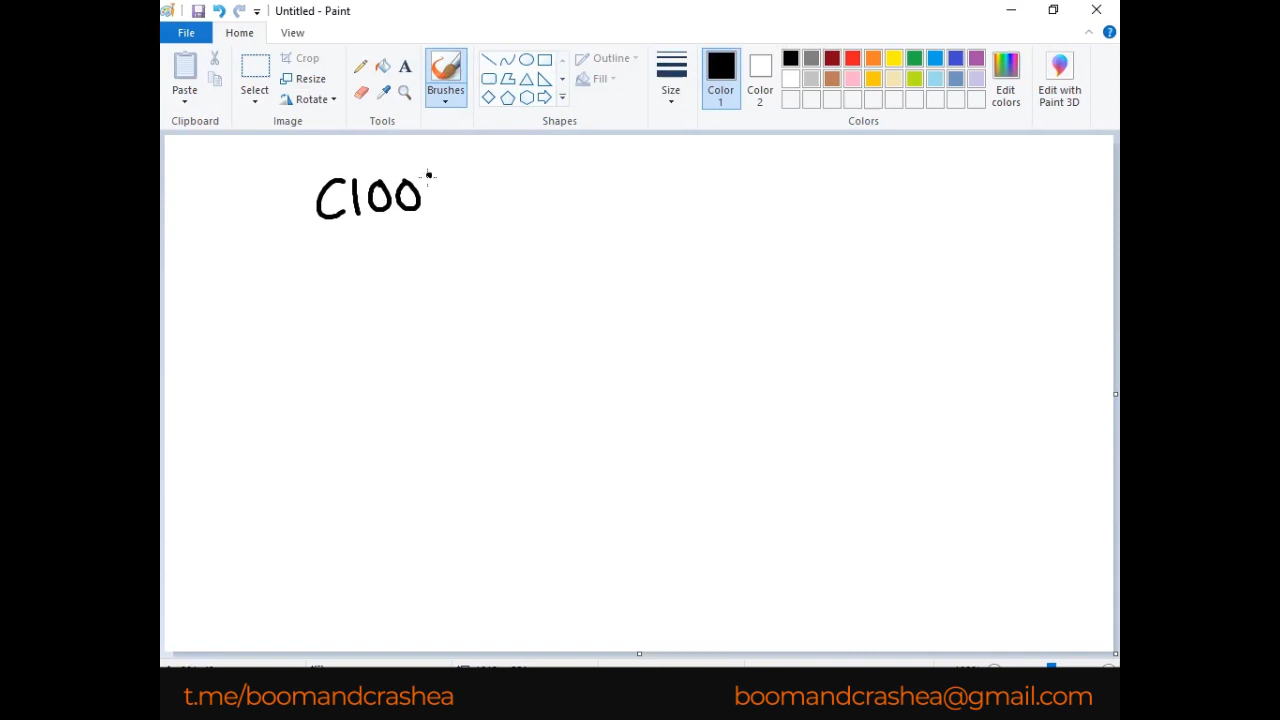 Untitled - Paint
File Home View
Paste
Clipboard
Select
Crop
Resize
Rotate
Image
Tools
Brushes
Shapes
Outline
Fill
Size
Color 1
Color 2
Edit colors
Colors
Edit with Paint 3D
C100
t.me/boomandcrashea
boomandcrashea@gmail.com